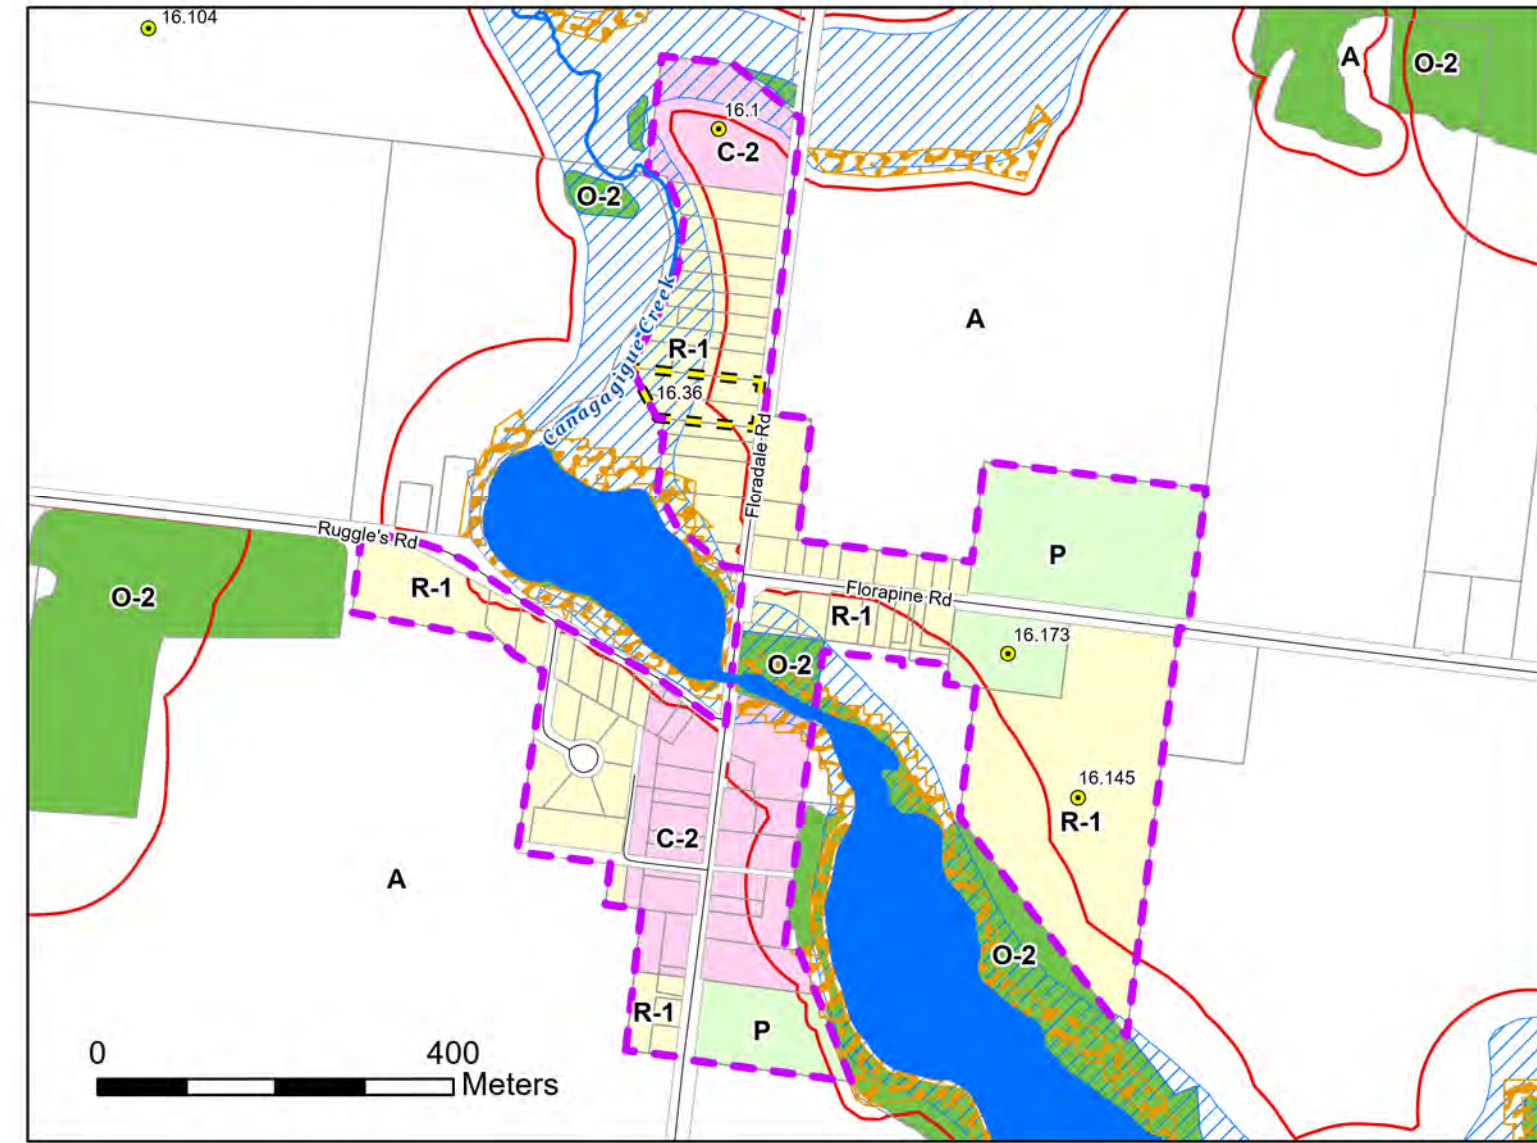 16.104
A
O-2
16.1
C-2
O-2
A
Canagagigue Creek
R-1
16.36
Floradale Rd
Ruggle's Rd
P
O-2
R-1
Florapine Rd
R-1
16.173
O-2
16.145
R-1
C-2
A
O-2
R-1
P
0 400
Meters